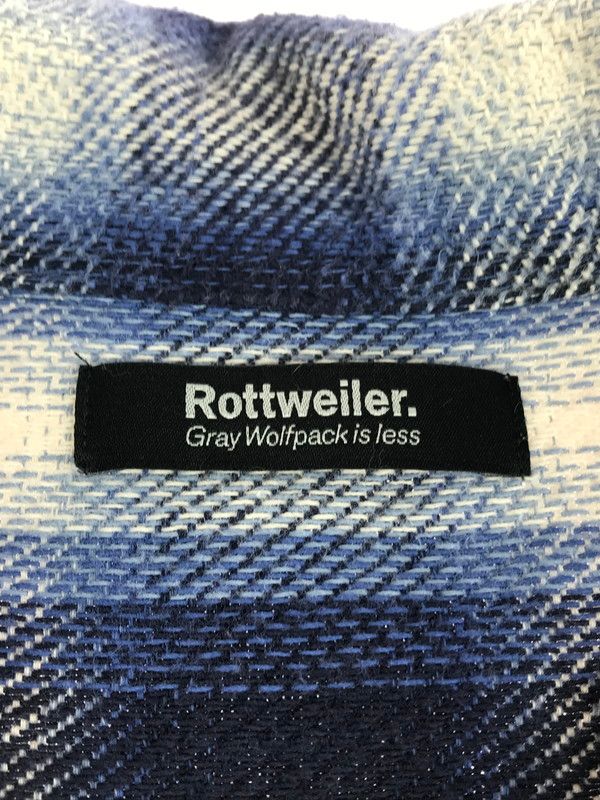 Rottweiler.
Gray Wolfpack is less